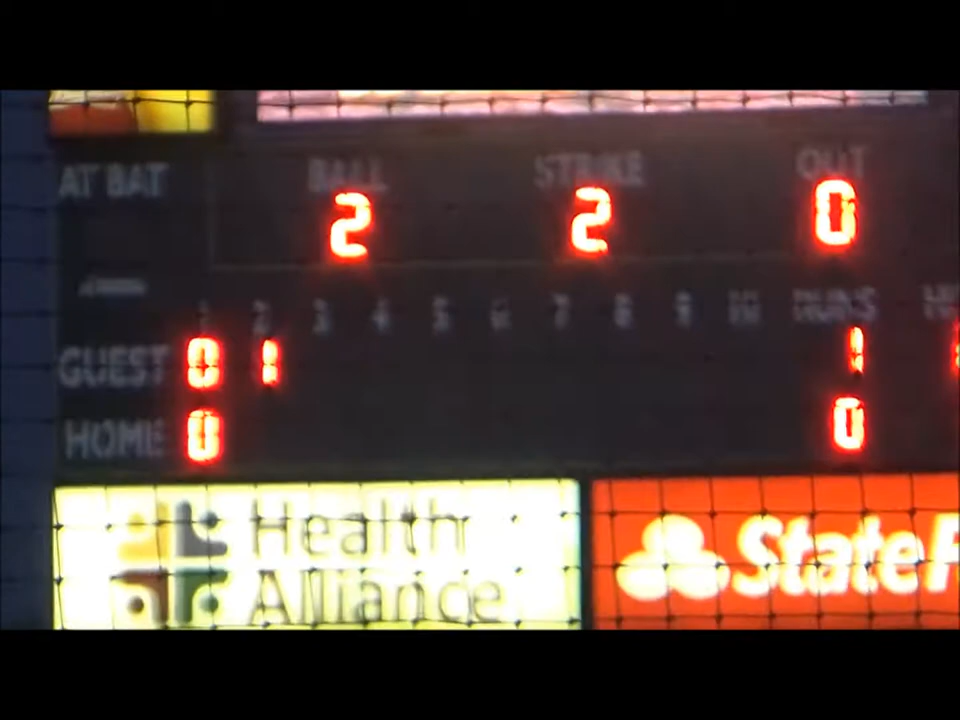 AT BAT BALL STRIKE OUT
2 2 0
1 2 3 4 5 6 7 8 9 10 RUNS
GUEST 0 1 1
HOME 0 0
Health
Alliance
State